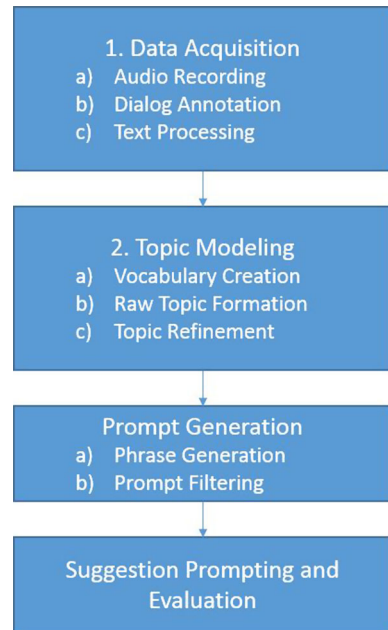 1. Data Acquisition
a) Audio Recording
b) Dialog Annotation
c) Text Processing
2. Topic Modeling
a) Vocabulary Creation
b) Raw Topic Formation
c) Topic Refinement
Prompt Generation
a) Phrase Generation
b) Prompt Filtering
Suggestion Prompting and
Evaluation